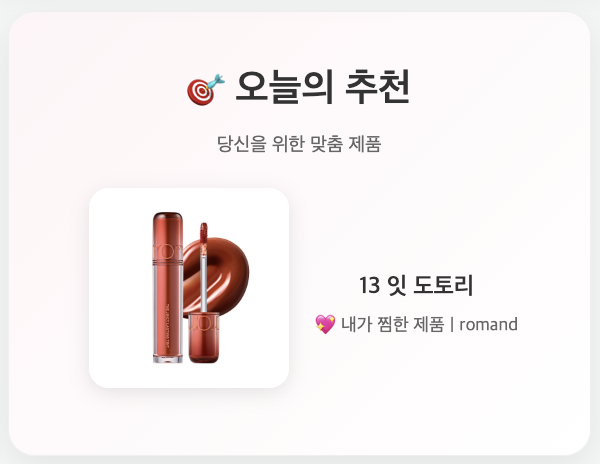 🎯 오늘의 추천
당신을 위한 맞춤 제품
13 잇 도토리
💖 내가 찜한 제품 | romand